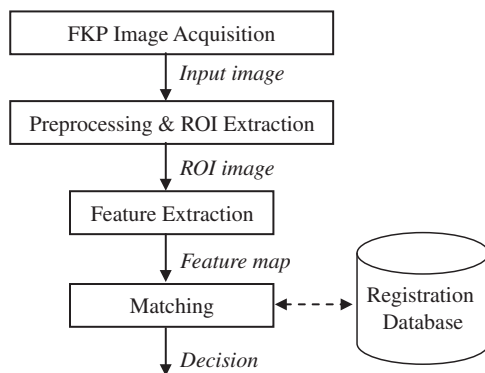 FKP Image Acquisition
Input image
Preprocessing & ROI Extraction
ROI image
Feature Extraction
Feature map
Matching
Registration
Database
Decision